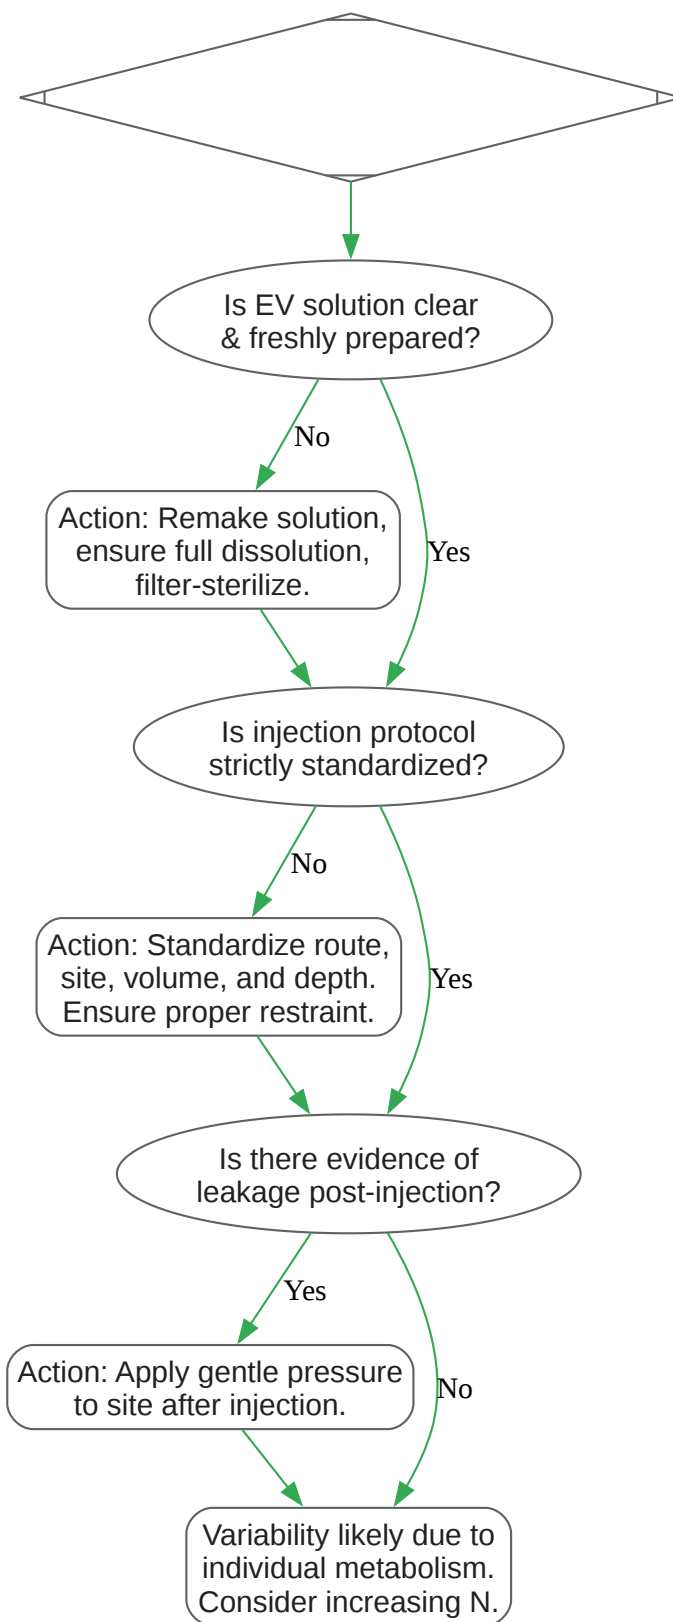 Is EV solution clear
& freshly prepared?
No
Action: Remake solution,
ensure full dissolution,
filter-sterilize.
Yes
Is injection protocol
strictly standardized?
No
Action: Standardize route,
site, volume, and depth.
Ensure proper restraint.
Yes
Is there evidence of
leakage post-injection?
Yes
Action: Apply gentle pressure
to site after injection.
No
Variability likely due to
individual metabolism.
Consider increasing N.